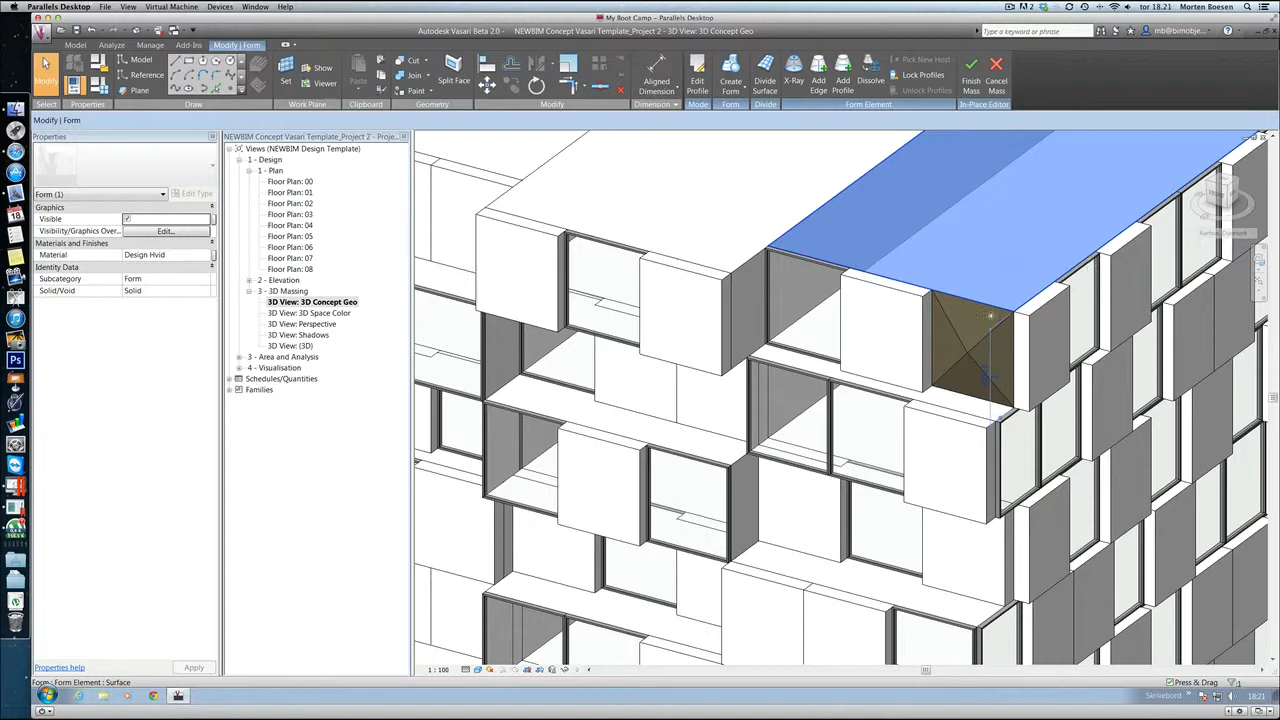 Parallels Desktop File Edit View Virtual Machine Devices Window Help
2 tor 18.21 Morten Boesen
My Boot Camp – Parallels Desktop
Autodesk Vasari Beta 2.0 - NEWBIM Concept Vasari Template_Project 2 - 3D View: 3D Concept Geo
Type a keyword or phrase
mb@bimobje...
Model Analyze Manage Add-Ins Modify | Form
Modify
Model
Reference
Plane
Set
Show
Viewer
Paste
Cut
Join
Paint
Split Face
Aligned Dimension
Edit Profile
Create Form
Divide Surface
X-Ray
Add Edge
Add Profile
Dissolve
Pick New Host
Lock Profiles
Unlock Profiles
Finish Mass
Cancel Mass
Select Properties Draw Work Plane Clipboard Geometry Modify Dimension Mode Form Divide Form Element In-Place Editor
Modify | Form
Properties
Form (1)
Edit Type
Graphics
Visible
Visibility/Graphics Over... Edit...
Materials and Finishes
Material Design Hvid
Identity Data
Subcategory Form
Solid/Void Solid
Properties help
Apply
NEWBIM Concept Vasari Template_Project 2 - Proje...
Views (NEWBIM Design Template)
1 - Design
1 - Plan
Floor Plan: 00
Floor Plan: 01
Floor Plan: 02
Floor Plan: 03
Floor Plan: 04
Floor Plan: 05
Floor Plan: 06
Floor Plan: 07
Floor Plan: 08
2 - Elevation
3 - 3D Massing
3D View: 3D Concept Geo
3D View: 3D Space Color
3D View: Perspective
3D View: Shadows
3D View: {3D}
3 - Area and Analysis
4 - Visualisation
Schedules/Quantities
Families
1 : 100
Form : Form Element : Surface
Press & Drag
:1
Skrivebord
18:21
18
Ps